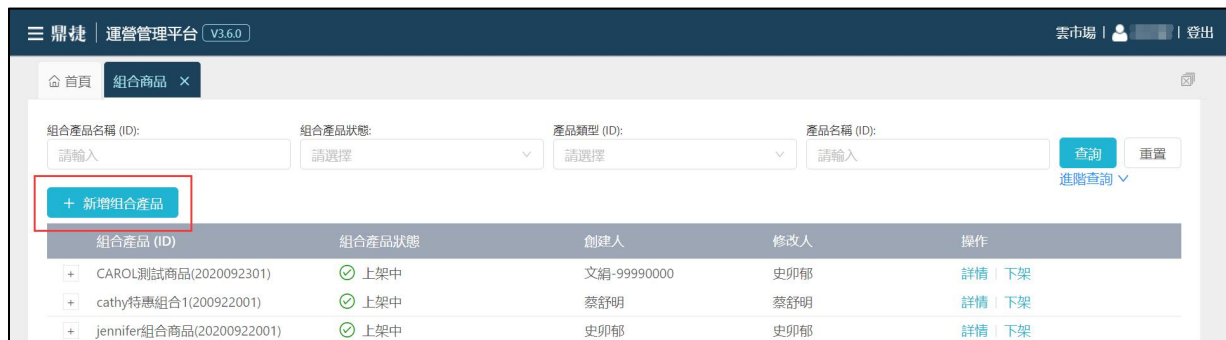 鼎捷 運營管理平台 V3.6.0 雲市場 | | 登出
首頁 組合商品 ×
組合產品名稱 (ID): 組合產品狀態: 產品類型 (ID): 產品名稱 (ID):
請輸入 請選擇 請選擇 請輸入 查詢 重置
進階查詢
+ 新增组合產品
組合產品 (ID) 組合產品狀態 創建人 修改人 操作
+ CAROL測試商品(2020092301) 上架中 文絹-99990000 史卯郁 詳情 | 下架
+ cathy特惠組合1(200922001) 上架中 蔡舒明 蔡舒明 詳情 | 下架
+ jennifer組合商品(20200922001) 上架中 史卯郁 史卯郁 詳情 | 下架